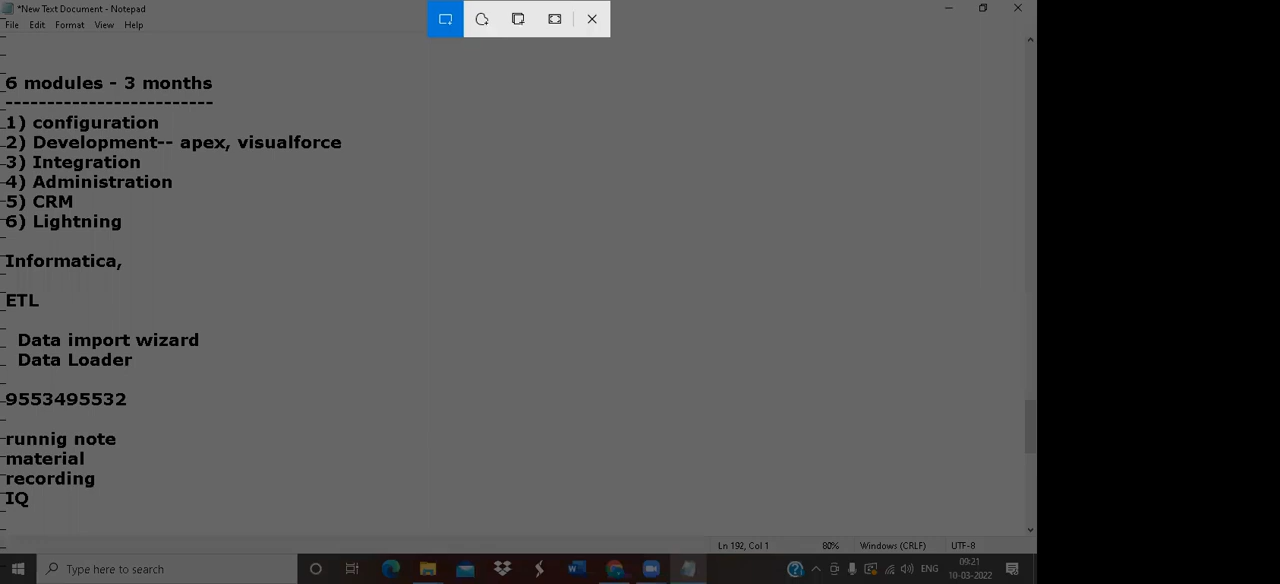 *New Text Document - Notepad
File Edit Format View Help
6 modules - 3 months
-------------------------
1) configuration
2) Development-- apex, visualforce
3) Integration
4) Administration
5) CRM
6) Lightning
Informatica,
ETL
Data import wizard
Data Loader
9553495532
runnig note
material
recording
IQ
Ln 192, Col 1 80% Windows (CRLF) UTF-8
Type here to search
ENG
09:21
10-03-2022